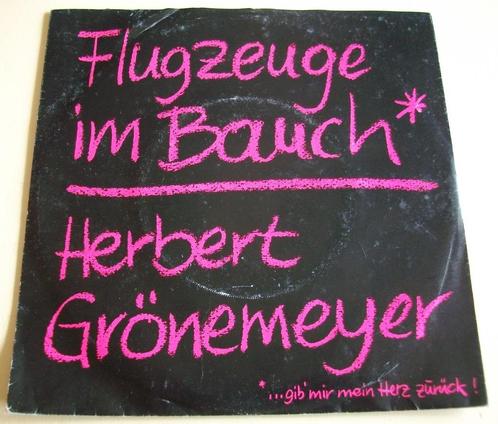 Flugzeuge
im Bauch*
Herbert
Grönemeyer
*...gib' mir mein Herz zurück!